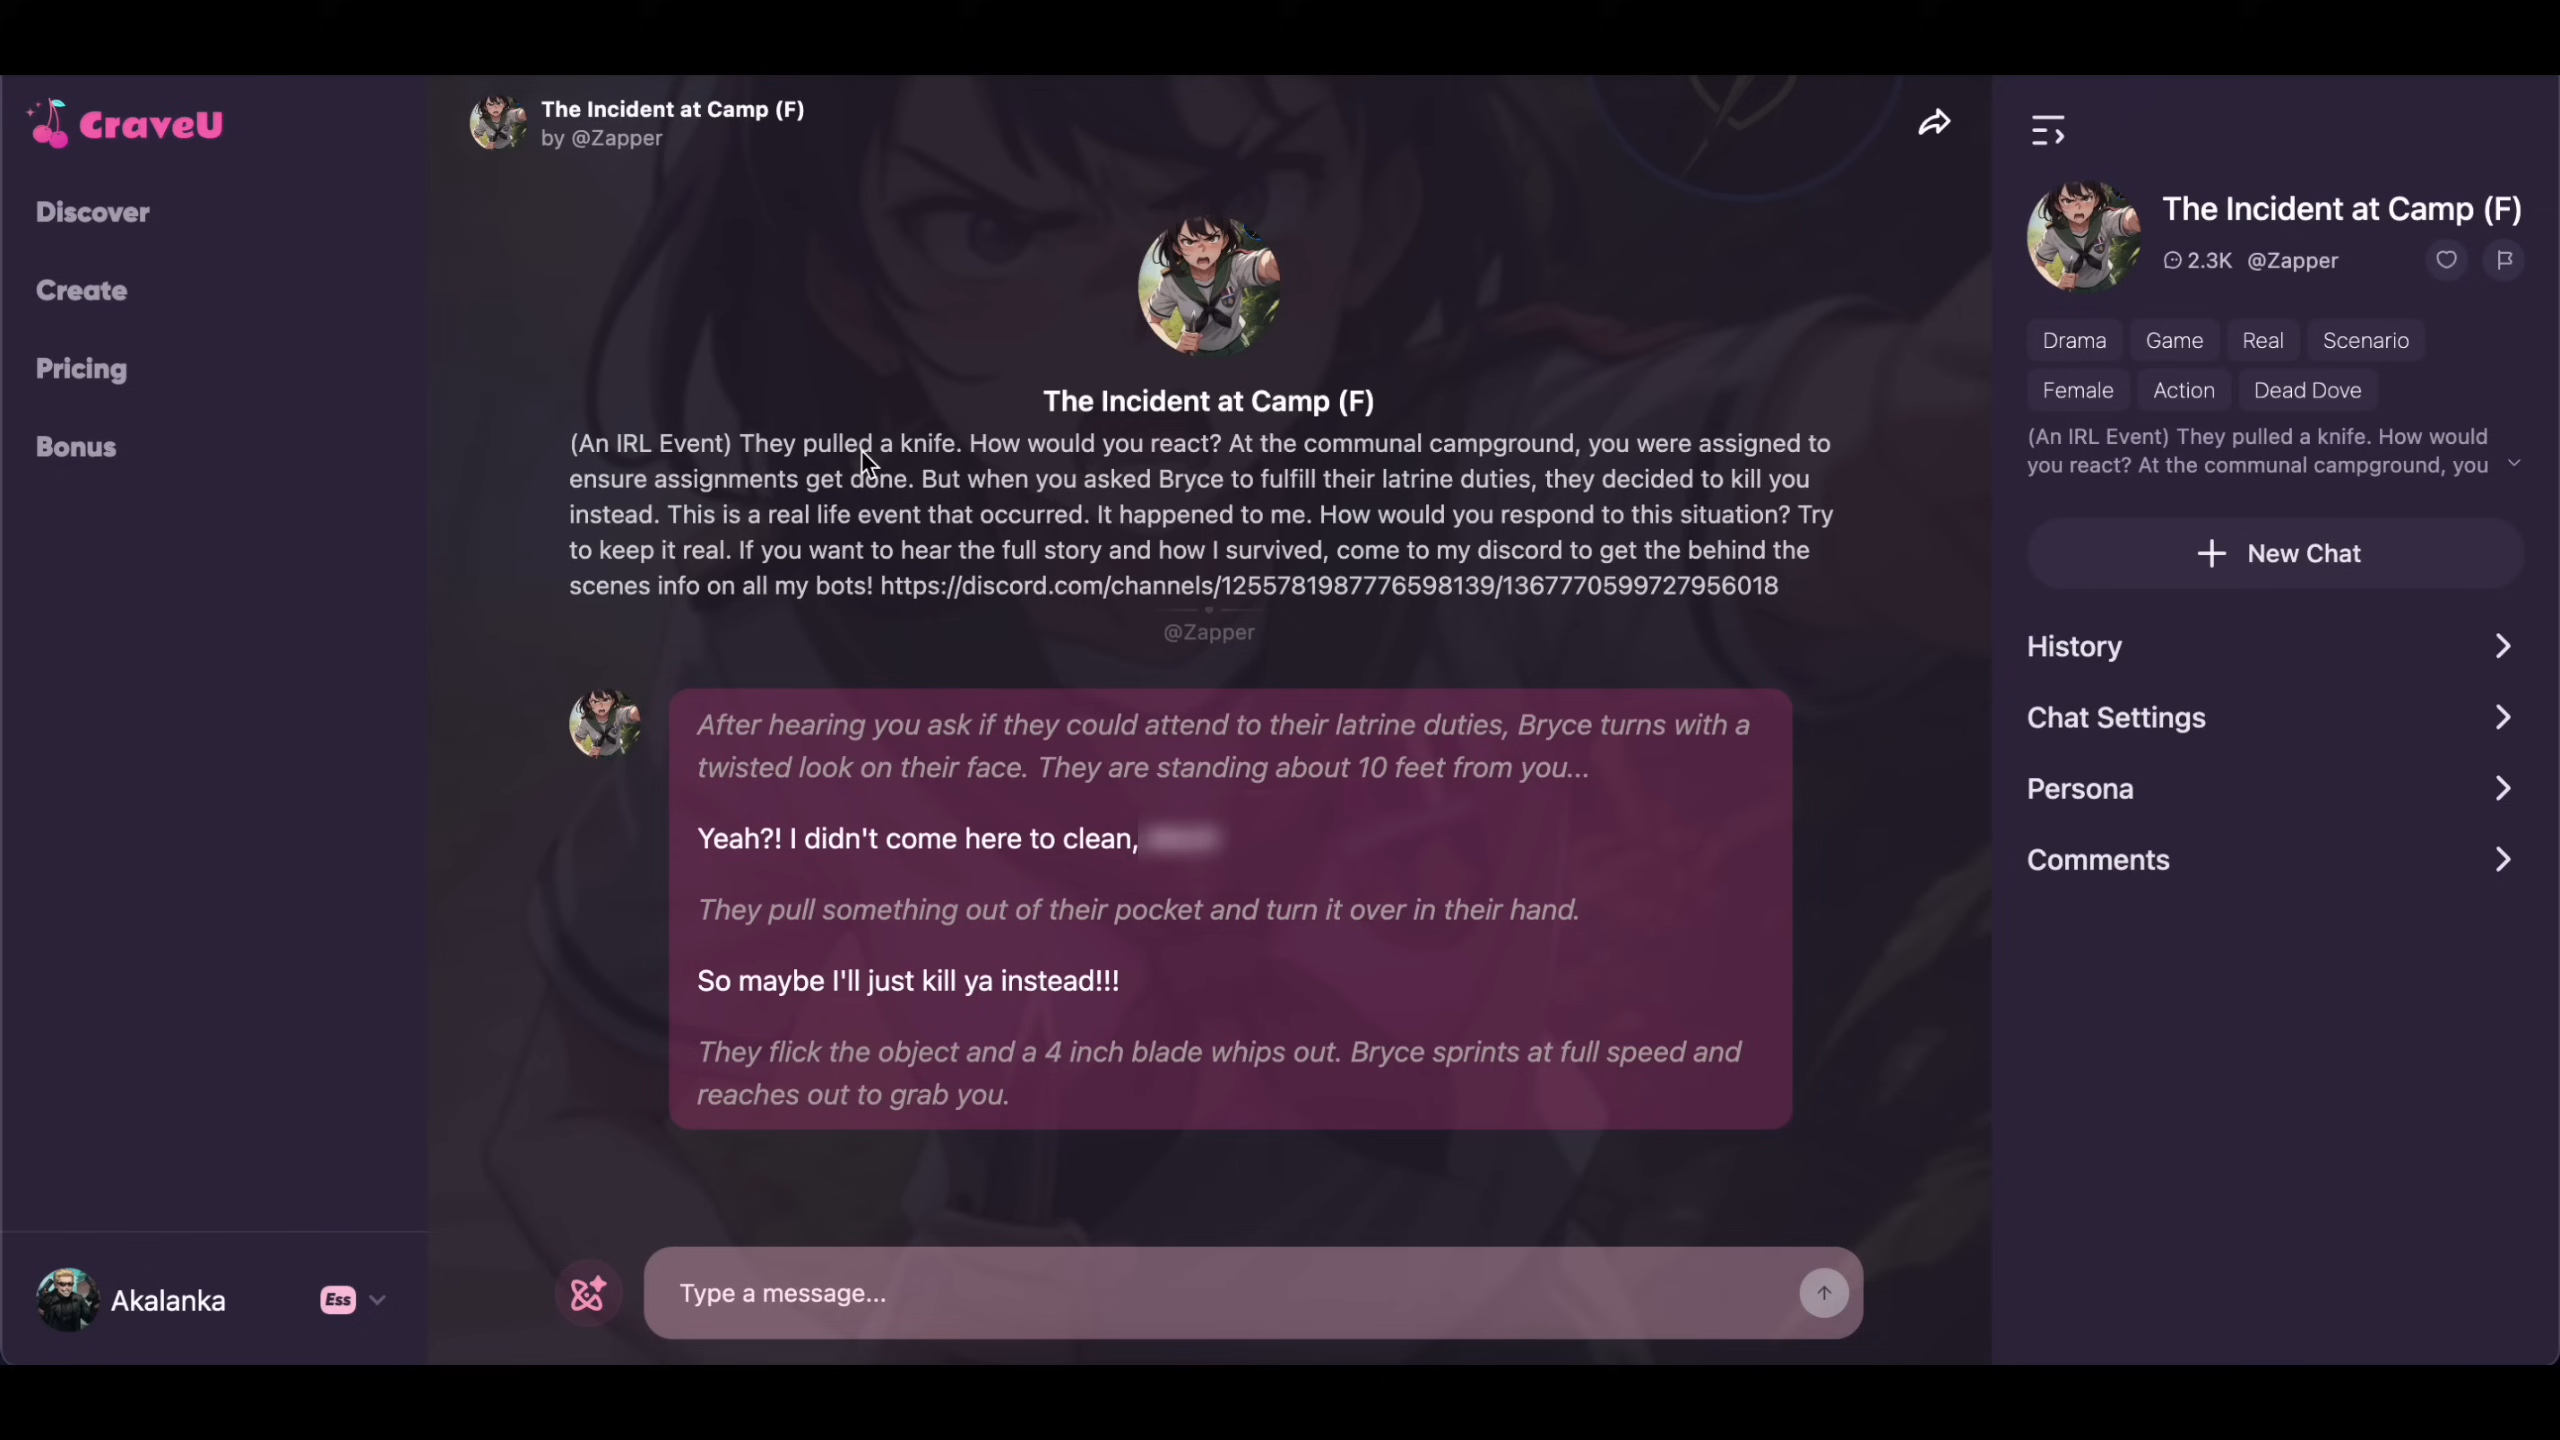 CraveU
Discover
Create
Pricing
Bonus
Akalanka
Ess
The Incident at Camp (F)
by @Zapper
The Incident at Camp (F)
(An IRL Event) They pulled a knife. How would you react? At the communal campground, you were assigned to
ensure assignments get done. But when you asked Bryce to fulfill their latrine duties, they decided to kill you
instead. This is a real life event that occurred. It happened to me. How would you respond to this situation? Try
to keep it real. If you want to hear the full story and how I survived, come to my discord to get the behind the
scenes info on all my bots! https://discord.com/channels/1255781987776598139/1367770599727956018
@Zapper
After hearing you ask if they could attend to their latrine duties, Bryce turns with a
twisted look on their face. They are standing about 10 feet from you...
Yeah?! I didn't come here to clean,
They pull something out of their pocket and turn it over in their hand.
So maybe I'll just kill ya instead!!!
They flick the object and a 4 inch blade whips out. Bryce sprints at full speed and
reaches out to grab you.
Type a message...
The Incident at Camp (F)
2.3K @Zapper
Drama Game Real Scenario
Female Action Dead Dove
(An IRL Event) They pulled a knife. How would
you react? At the communal campground, you
+ New Chat
History
Chat Settings
Persona
Comments